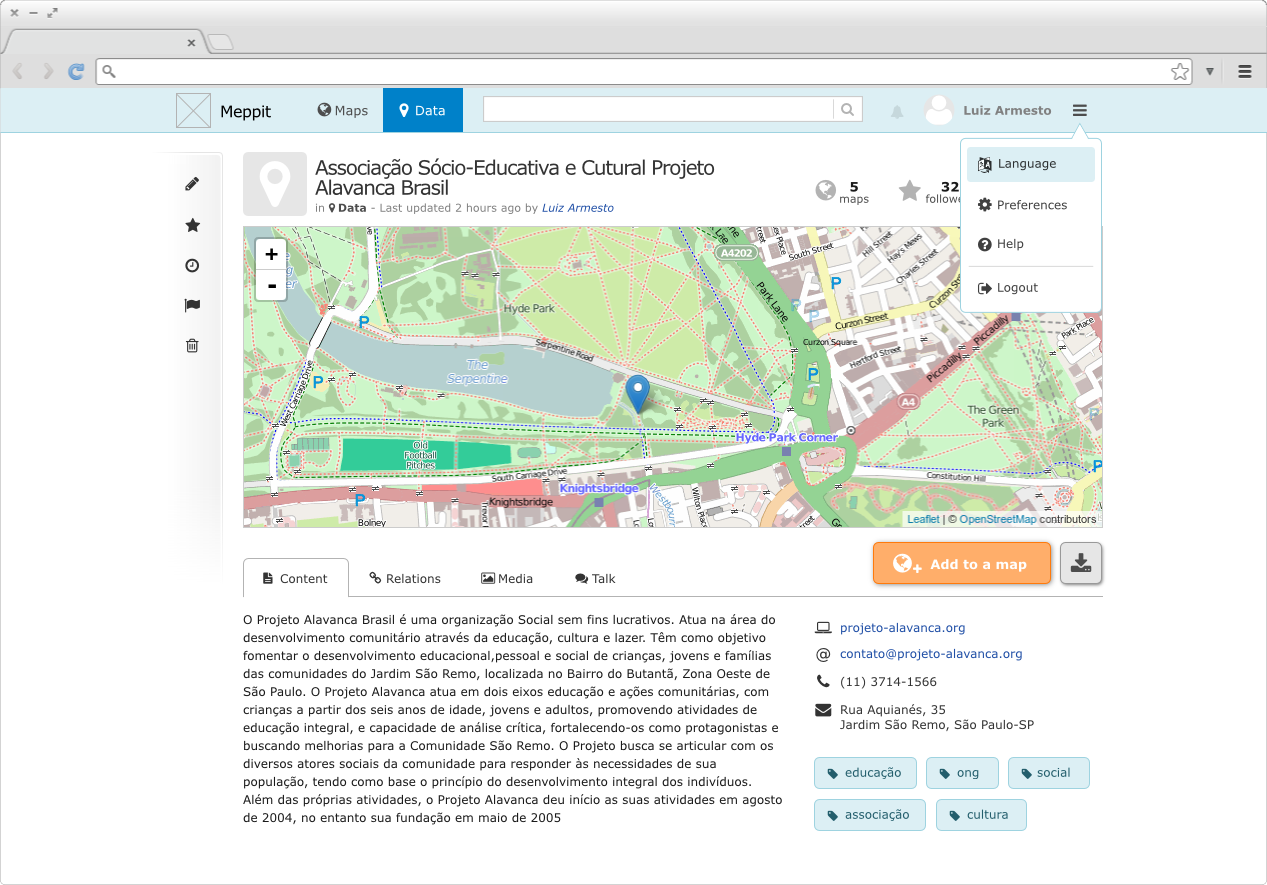 Meppit
Maps
Data
Luiz Armesto
Language
Preferences
Help
Logout
Associação Sócio-Educativa e Cutural Projeto
Alavanca Brasil
in Data - Last updated 2 hours ago by Luiz Armesto
5
maps
32
followe
+
-
A4202
South Street
Hill Street
Hay's Mews
Charles Street
Park Lane
Hyde Park
P
P
P
Curzon Street
Curzon Street
Curzon Square
Hertford Street
Piccadilly
Piccadilly
Park Place
Serpentine Road
The
Serpentine
P
P
West Carriage Drive
A4
The Green
Park
P
Hyde Park Corner
Old
Football
Pitches
South Carriage Drive
Constitution Hill
P
Knightsbridge
Knightsbridge
P
Wilton Place
Bolney
Leaflet | © OpenStreetMap contributors
Add to a map
Content
Relations
Media
Talk
O Projeto Alavanca Brasil é uma organização Social sem fins lucrativos. Atua na área do
desenvolvimento comunitário através da educação, cultura e lazer. Têm como objetivo
fomentar o desenvolvimento educacional,pessoal e social de crianças, jovens e famílias
das comunidades do Jardim São Remo, localizada no Bairro do Butantã, Zona Oeste de
São Paulo. O Projeto Alavanca atua em dois eixos educação e ações comunitárias, com
crianças a partir dos seis anos de idade, jovens e adultos, promovendo atividades de
educação integral, e capacidade de análise crítica, fortalecendo-os como protagonistas e
buscando melhorias para a Comunidade São Remo. O Projeto busca se articular com os
diversos atores sociais da comunidade para responder às necessidades de sua
população, tendo como base o princípio do desenvolvimento integral dos indivíduos.
Além das próprias atividades, o Projeto Alavanca deu início as suas atividades em agosto
de 2004, no entanto sua fundação em maio de 2005
projeto-alavanca.org
contato@projeto-alavanca.org
(11) 3714-1566
Rua Aquianés, 35
Jardim São Remo, São Paulo-SP
educação
ong
social
associação
cultura